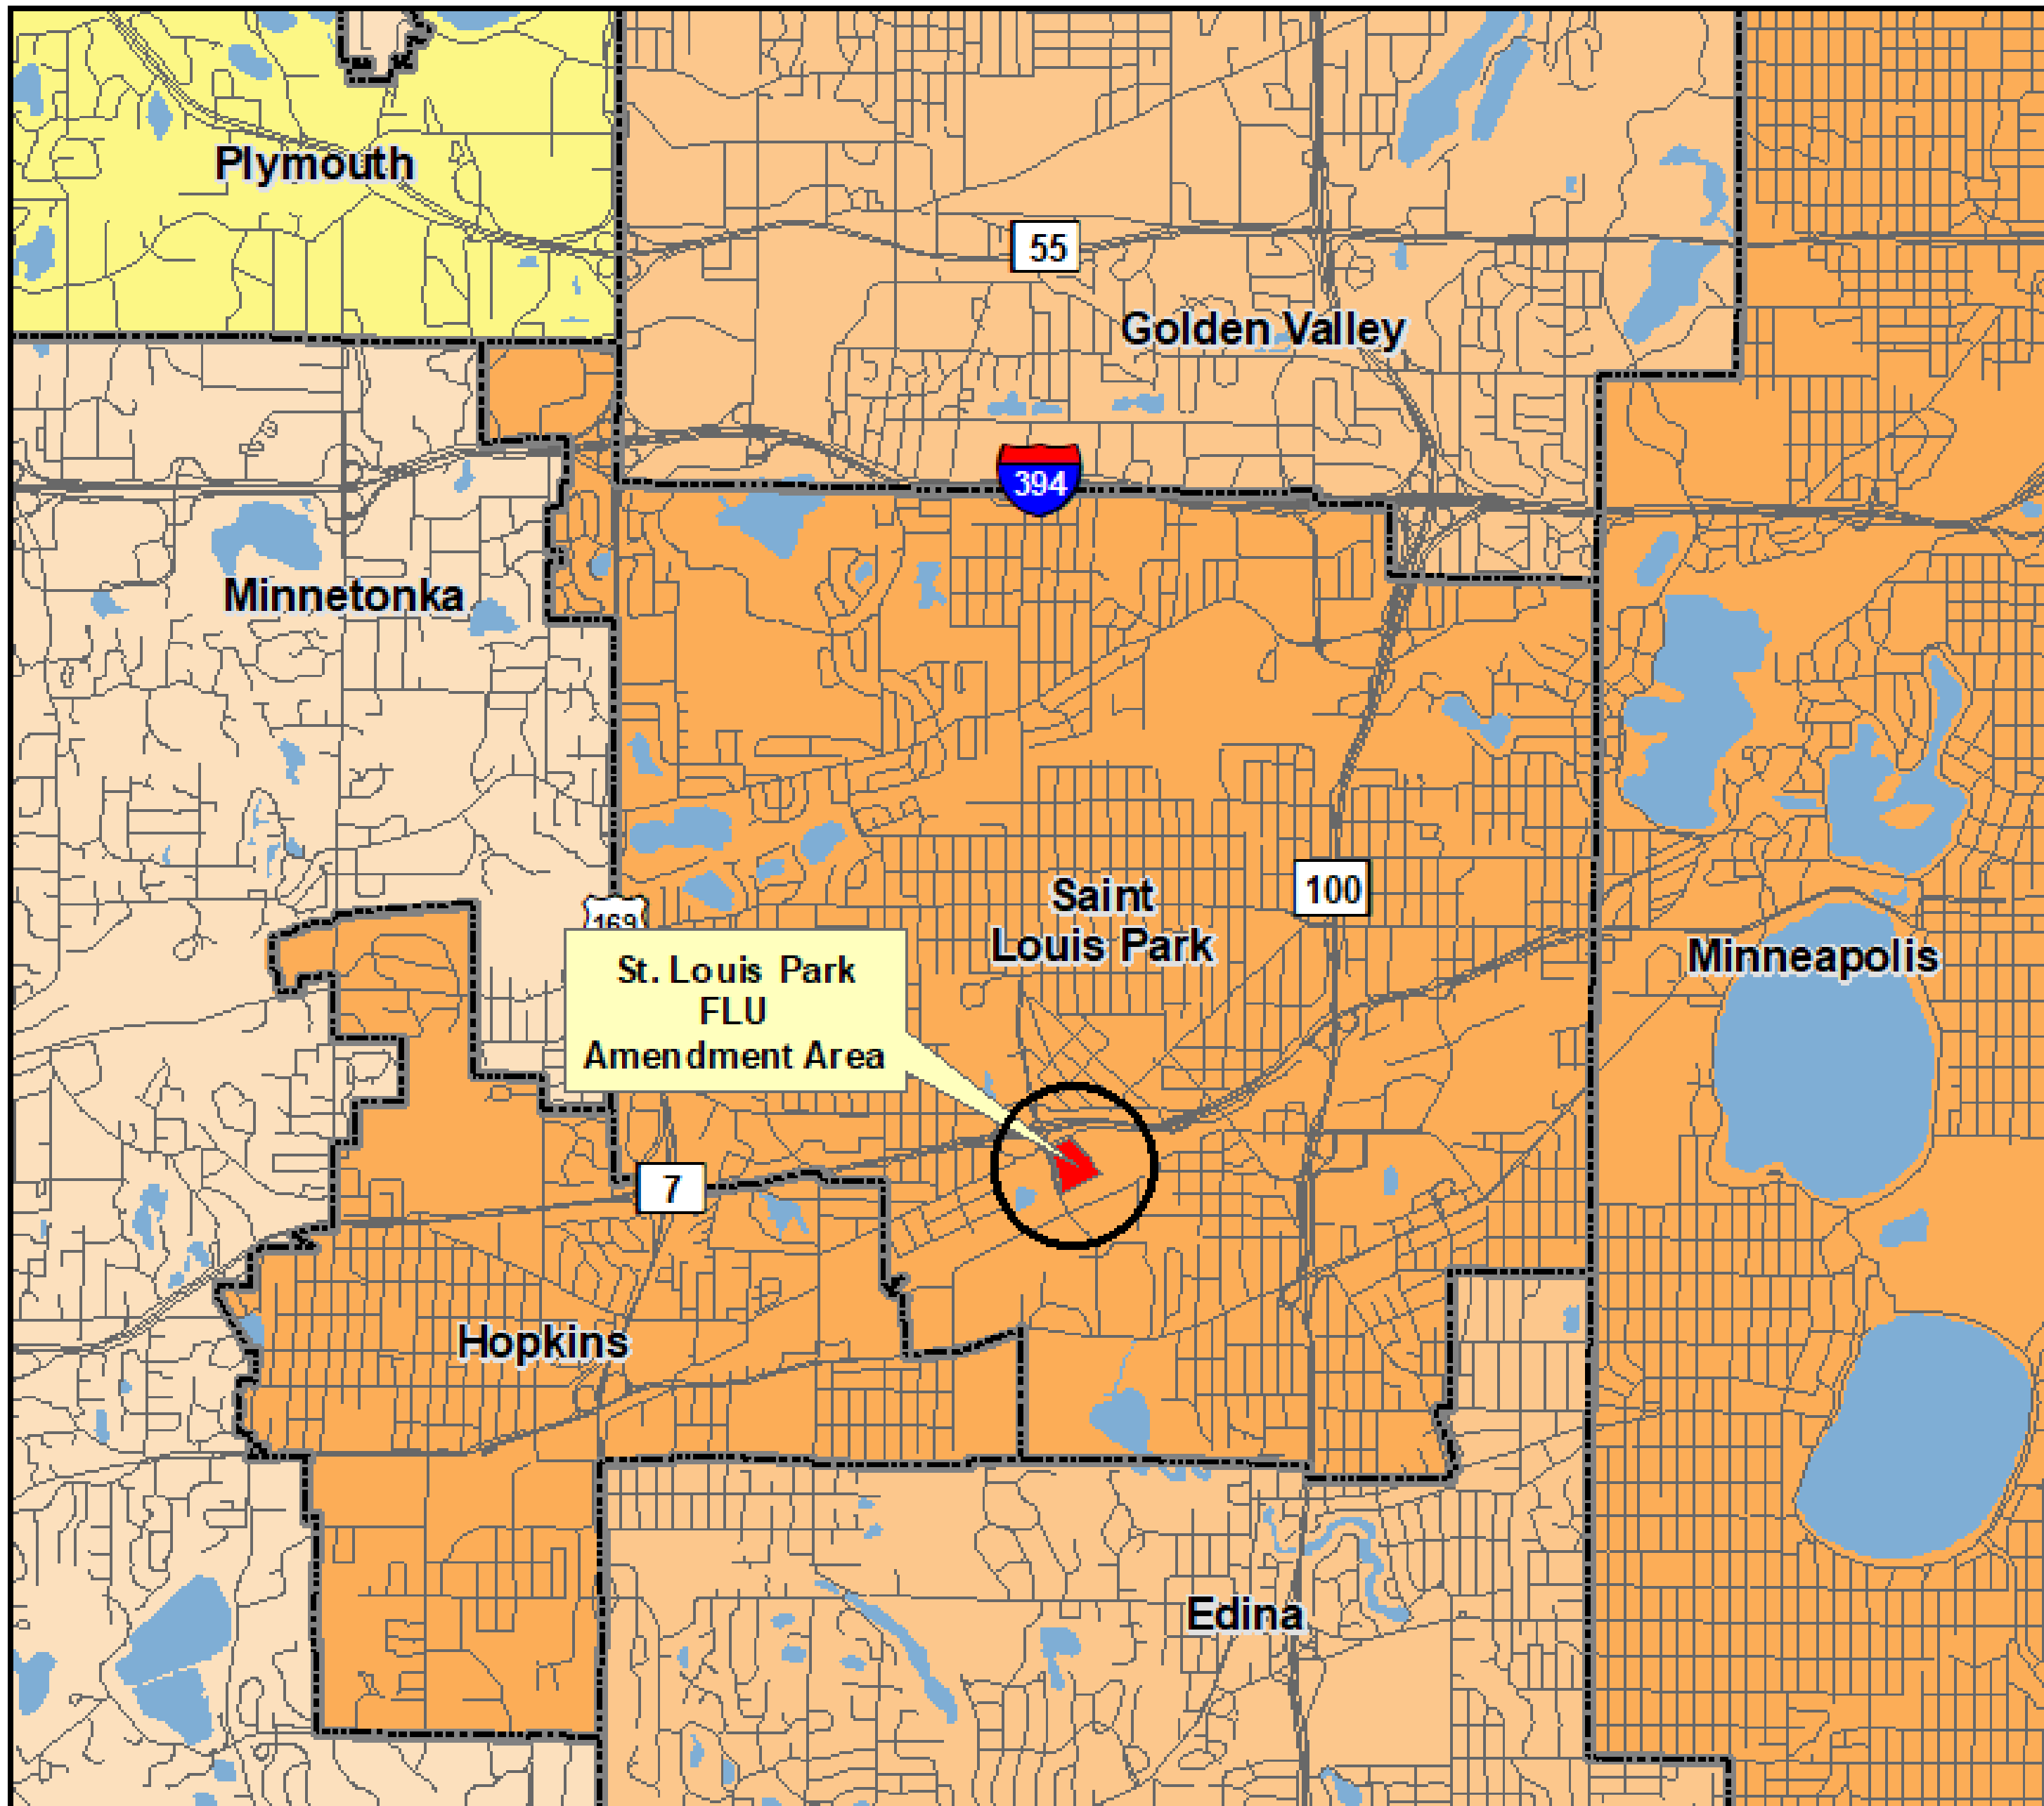 Plymouth
55
Golden Valley
394
Minnetonka
Saint
Louis Park
100
169
Minneapolis
St. Louis Park
FLU
Amendment Area
7
Hopkins
Edina